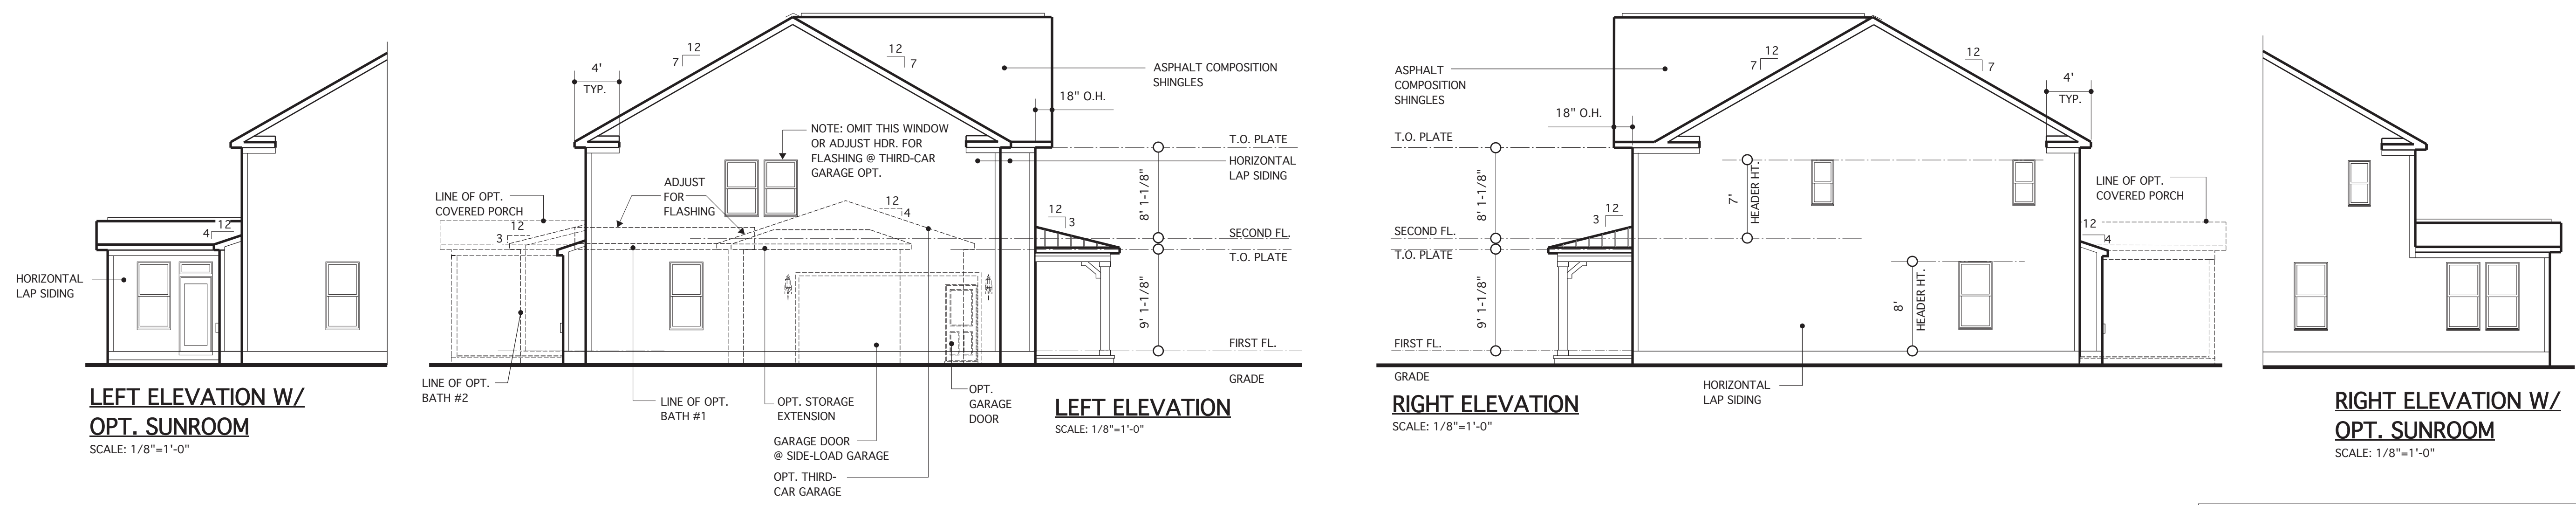 HORIZONTAL
LAP SIDING
12
4
LEFT ELEVATION W/
OPT. SUNROOM
SCALE: 1/8"=1'-0"
4'
TYP.
12
7
12
7
ASPHALT COMPOSITION
SHINGLES
18" O.H.
NOTE: OMIT THIS WINDOW
OR ADJUST HDR. FOR
FLASHING @ THIRD-CAR
GARAGE OPT.
T.O. PLATE
HORIZONTAL
LAP SIDING
ADJUST
FOR
FLASHING
LINE OF OPT.
COVERED PORCH
12
3
12
4
12
3
8' 1-1/8"
SECOND FL.
T.O. PLATE
9' 1-1/8"
FIRST FL.
GRADE
LINE OF OPT.
BATH #2
LINE OF OPT.
BATH #1
OPT. STORAGE
EXTENSION
GARAGE DOOR
@ SIDE-LOAD GARAGE
OPT. THIRD-
CAR GARAGE
OPT.
GARAGE
DOOR
LEFT ELEVATION
SCALE: 1/8"=1'-0"
ASPHALT
COMPOSITION
SHINGLES
12
7
12
7
4'
TYP.
18" O.H.
T.O. PLATE
8' 1-1/8"
7'
HEADER HT.
LINE OF OPT.
COVERED PORCH
12
3
12
4
SECOND FL.
T.O. PLATE
9' 1-1/8"
8'
HEADER HT.
FIRST FL.
GRADE
HORIZONTAL
LAP SIDING
RIGHT ELEVATION
SCALE: 1/8"=1'-0"
RIGHT ELEVATION W/
OPT. SUNROOM
SCALE: 1/8"=1'-0"